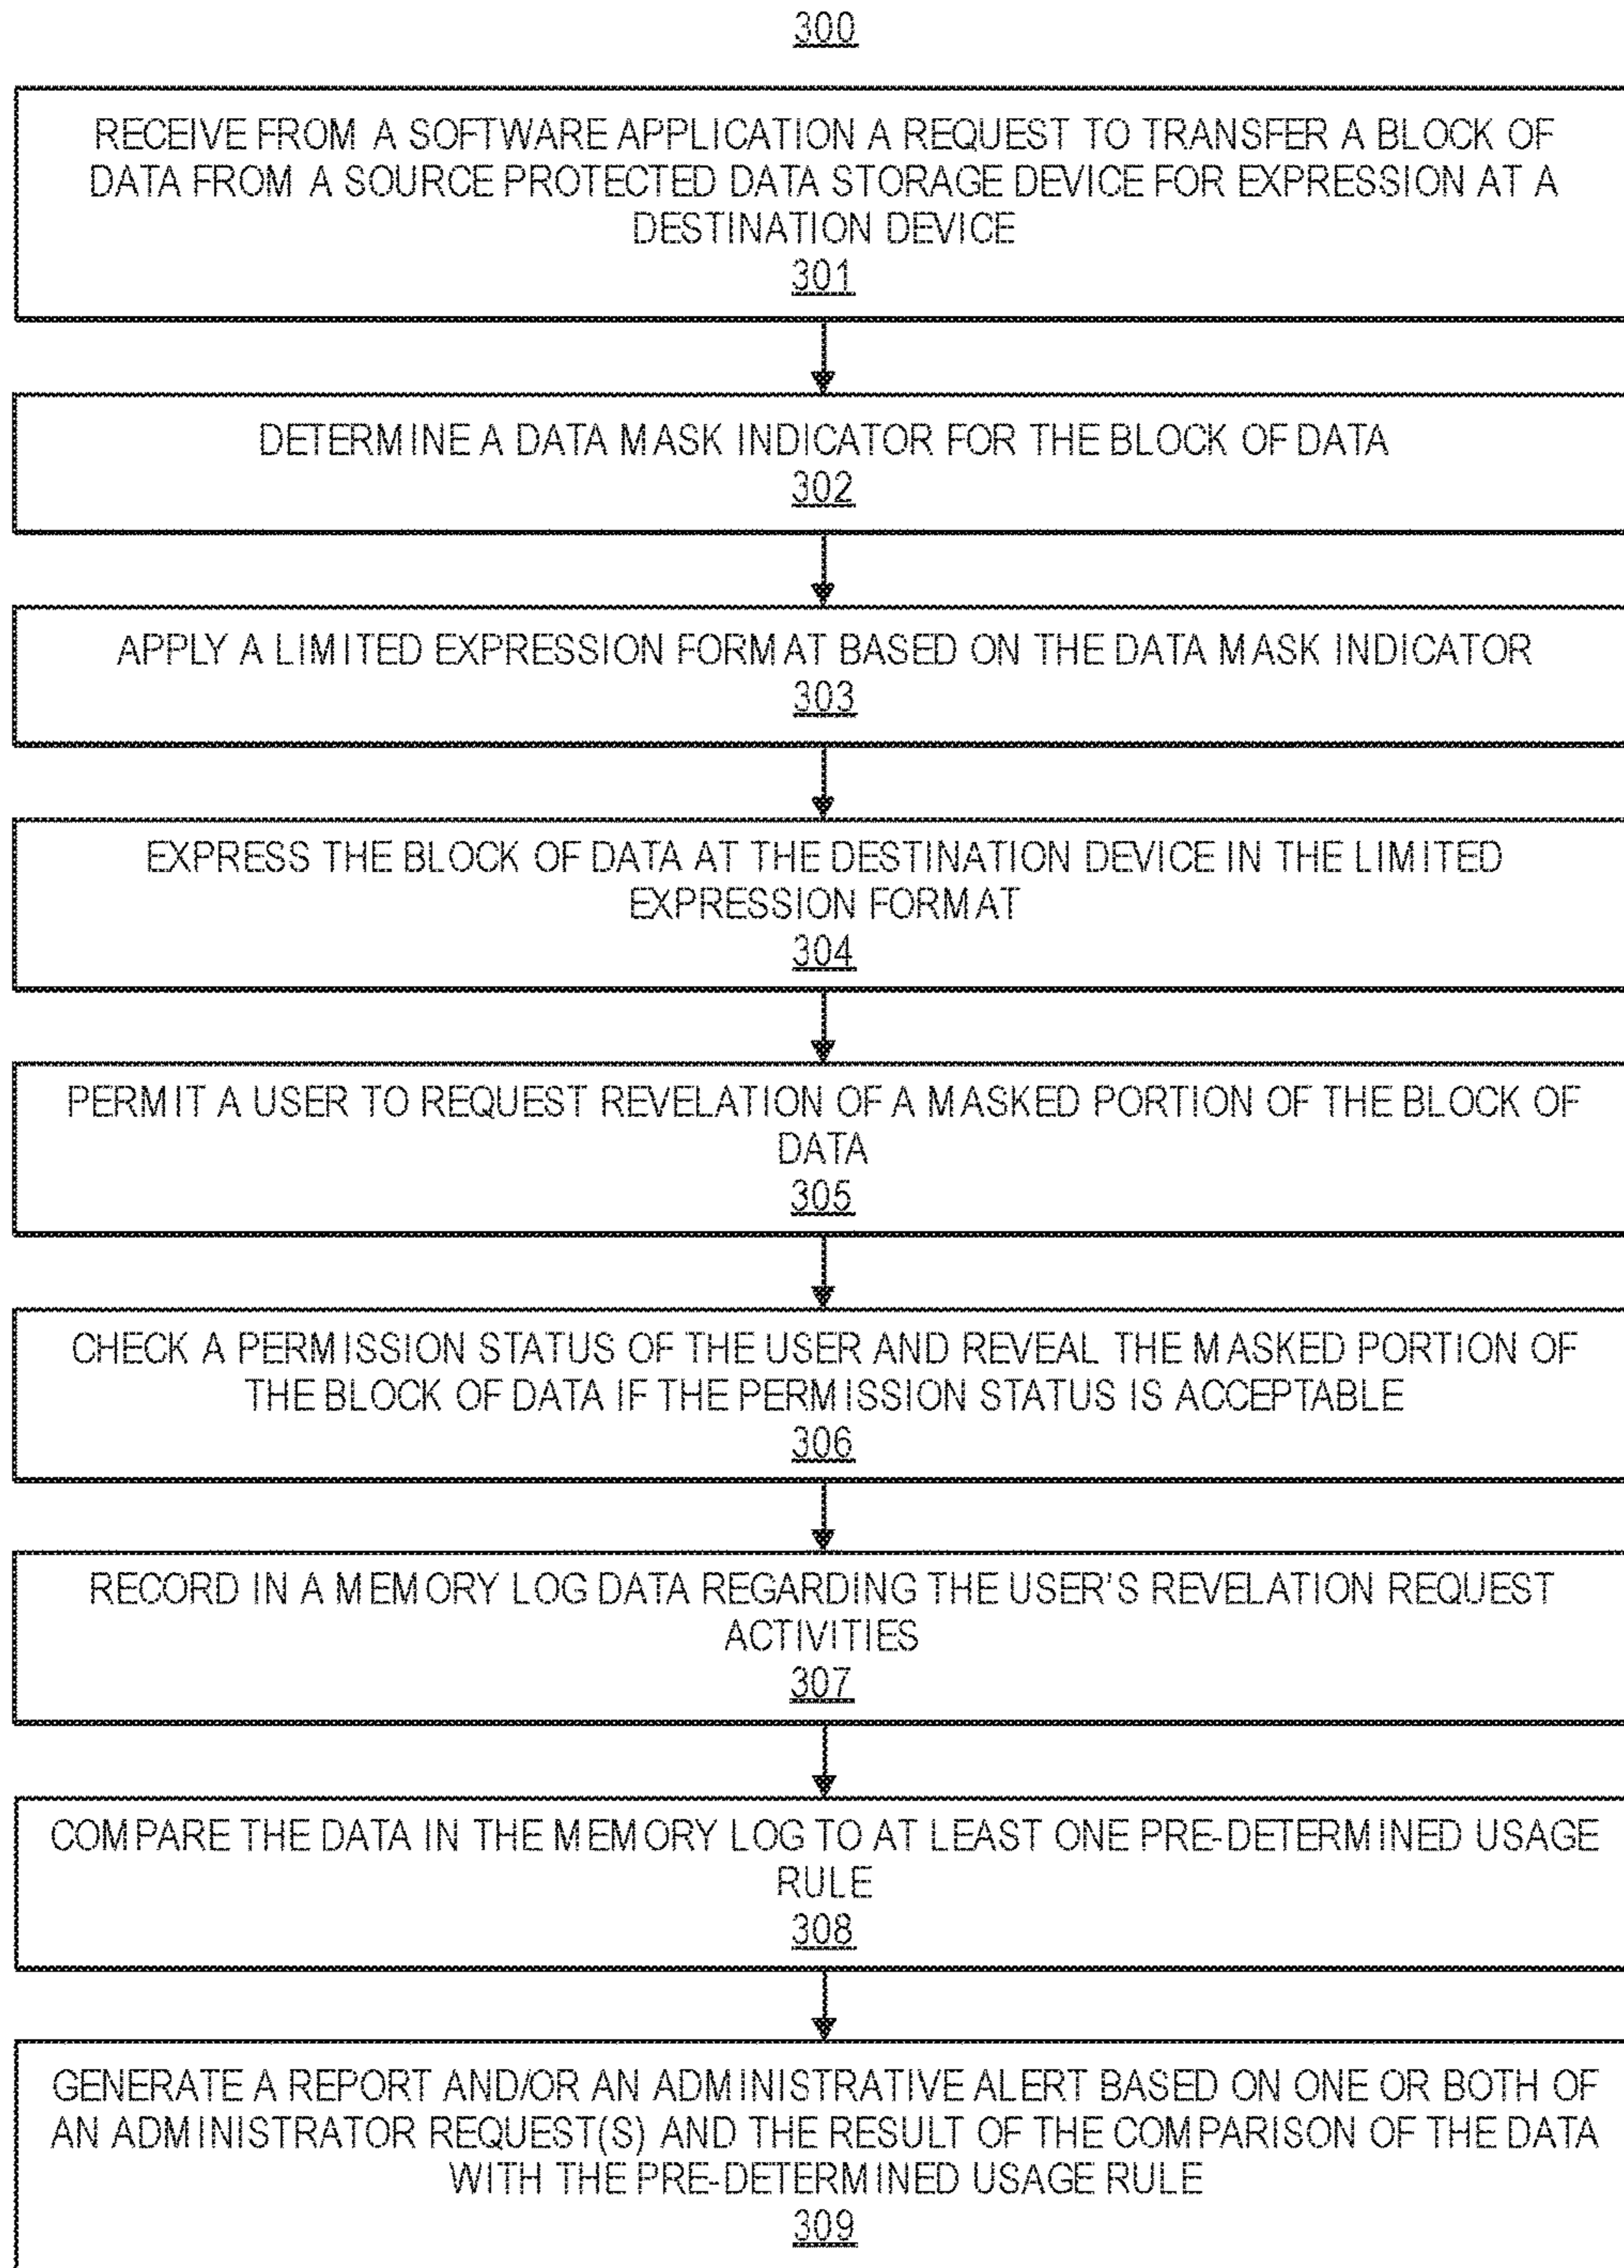 300
RECEIVE FROM A SOFTWARE APPLICATION A REQUEST TO TRANSFER A BLOCK OF
DATA FROM A SOURCE PROTECTED DATA STORAGE DEVICE FOR EXPRESSION AT A
DESTINATION DEVICE
301
DETERMINE A DATA MASK INDICATOR FOR THE BLOCK OF DATA
302
APPLY A LIMITED EXPRESSION FORMAT BASED ON THE DATA MASK INDICATOR
303
EXPRESS THE BLOCK OF DATA AT THE DESTINATION DEVICE IN THE LIMITED
EXPRESSION FORMAT
304
PERMIT A USER TO REQUEST REVELATION OF A MASKED PORTION OF THE BLOCK OF
DATA
305
CHECK A PERMISSION STATUS OF THE USER AND REVEAL THE MASKED PORTION OF
THE BLOCK OF DATA IF THE PERMISSION STATUS IS ACCEPTABLE
306
RECORD IN A MEMORY LOG DATA REGARDING THE USER'S REVELATION REQUEST
ACTIVITIES
307
COMPARE THE DATA IN THE MEMORY LOG TO AT LEAST ONE PRE-DETERMINED USAGE
RULE
308
GENERATE A REPORT AND/OR AN ADMINISTRATIVE ALERT BASED ON ONE OR BOTH OF
AN ADMINISTRATOR REQUEST(S) AND THE RESULT OF THE COMPARISON OF THE DATA
WITH THE PRE-DETERMINED USAGE RULE
309